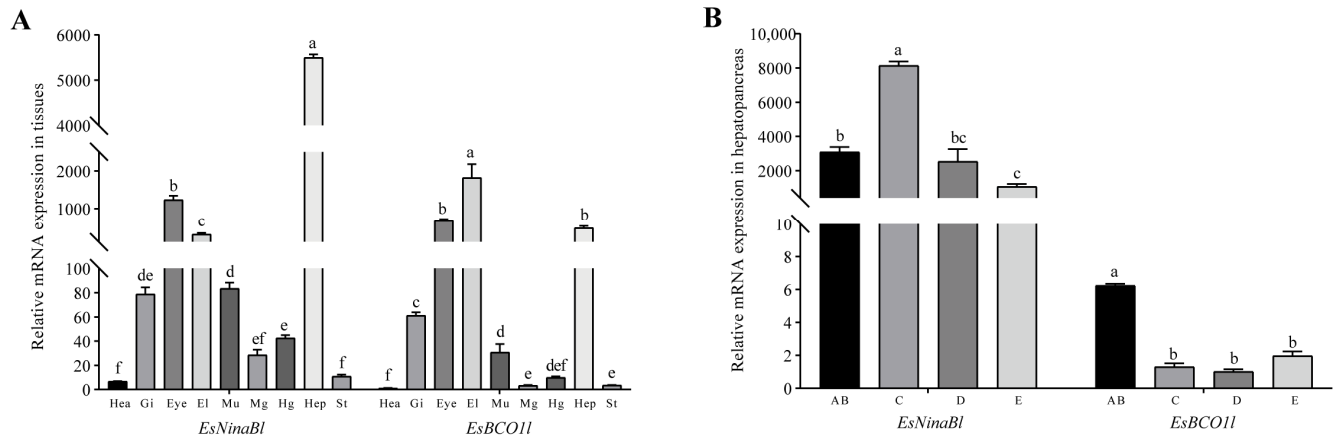 A
Relative mRNA expression in tissues
6000
5000
4000
2000
1000
100
80
60
40
20
0
f
de
b
c
d
ef
e
a
f
f
c
b
a
d
e
def
b
e
Hea Gi Eye El Mu Mg Hg Hep St
Hea Gi Eye El Mu Mg Hg Hep St
EsNinaBl
EsBCO1l
B
Relative mRNA expression in hepatopancreas
10,000
8000
6000
4000
2000
10
8
6
4
2
0
b
a
bc
c
a
b
b
b
AB C D E
AB C D E
EsNinaBl
EsBCO1l